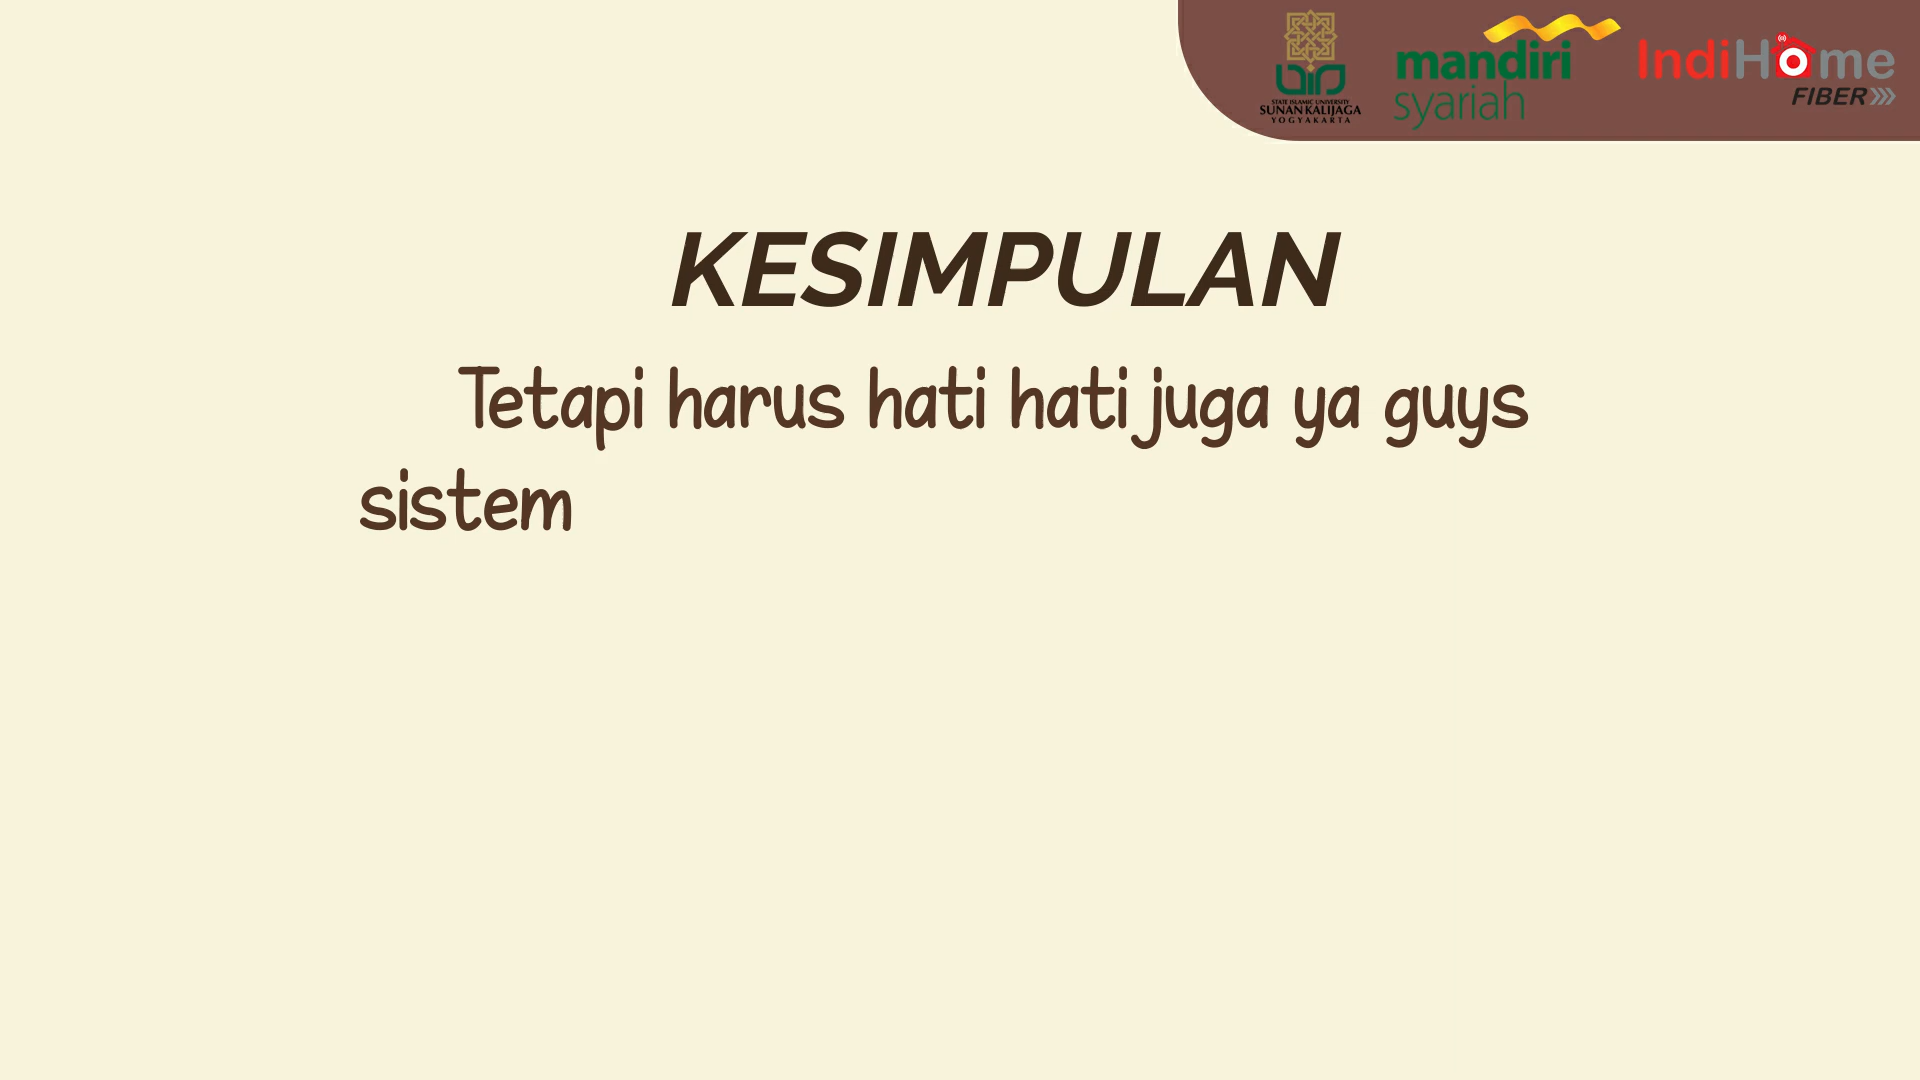 STATE ISLAMIC UNIVERSITY
SUNAN KALIJAGA
YOGYAKARTA
mandiri
syariah
IndiHome
FIBER
KESIMPULAN
Tetapi harus hati hati juga ya guys
sistem